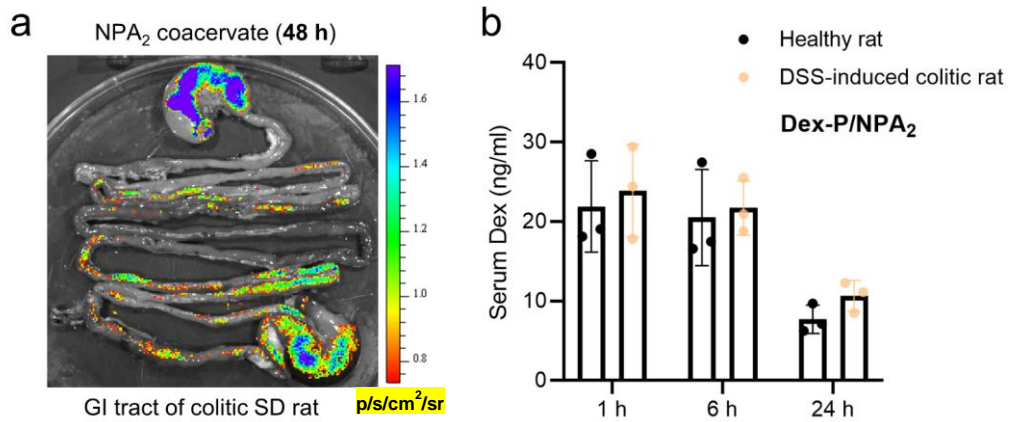 a
NPA₂ coacervate (48 h)
1.6
1.4
1.2
1.0
0.8
GI tract of colitic SD rat
p/s/cm²/sr
b
Healthy rat
DSS-induced colitic rat
Dex-P/NPA₂
Serum Dex (ng/ml)
40
30
20
10
0
1 h
6 h
24 h